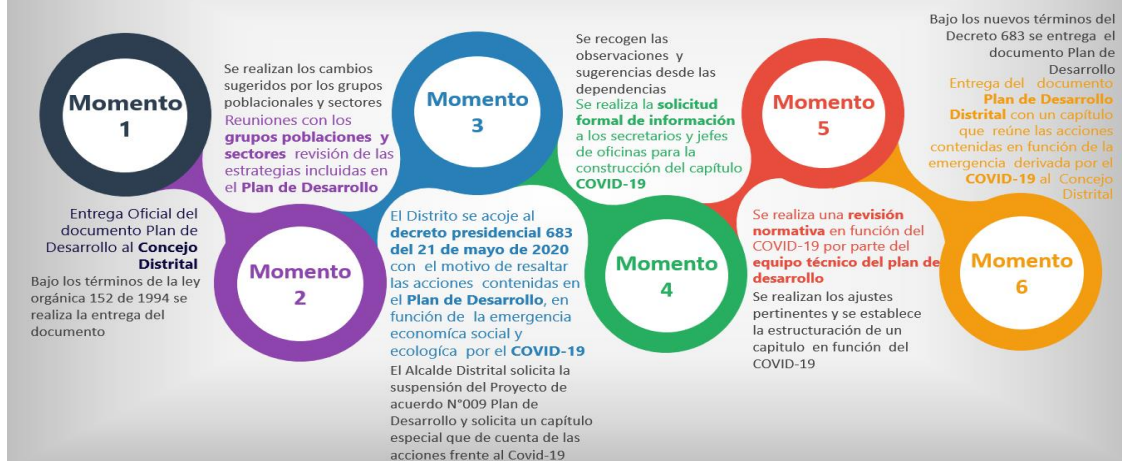 Momento
1
Entrega Oficial del
documento Plan de
Desarrollo al Concejo
Distrital
Bajo los términos de la ley
orgánica 152 de 1994 se
realiza la entrega del
documento
Se realizan los cambios
sugeridos por los grupos
poblacionales y sectores
Reuniones con los
grupos poblaciones y
sectores revisión de las
estrategias incluidas en
el Plan de Desarrollo
Momento
2
Momento
3
El Distrito se acoje al
decreto presidencial 683
del 21 de mayo de 2020
con el motivo de resaltar
las acciones contenidas en
el Plan de Desarrollo, en
función de la emergencia
economíca social y
ecologíca por el COVID-19
El Alcalde Distrital solicita la
suspensión del Proyecto de
acuerdo N°009 Plan de
Desarrollo y solicita un capítulo
especial que de cuenta de las
acciones frente al Covid-19
Se recogen las
observaciones y
sugerencias desde las
dependencias
Se realiza la solicitud
formal de información
a los secretarios y jefes
de oficinas para la
construcción del capítulo
COVID-19
Momento
4
Momento
5
Se realiza una revisión
normativa en función del
COVID-19 por parte del
equipo técnico del plan de
desarrollo
Se realizan los ajustes
pertinentes y se establece
la estructuración de un
capitulo en función del
COVID-19
Bajo los nuevos términos del
Decreto 683 se entrega el
documento Plan de
Desarrollo
Entrega del documento
Plan de Desarrollo
Distrital con un capítulo
que reúne las acciones
contenidas en función de la
emergencia derivada por el
COVID-19 al Concejo
Distrital
Momento
6